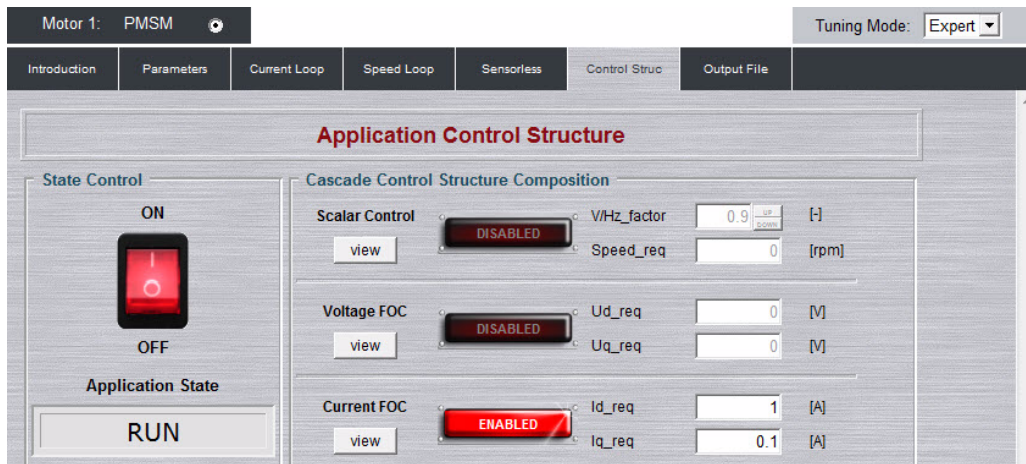 Motor 1: PMSM
Tuning Mode: Expert
Introduction Parameters Current Loop Speed Loop Sensorless Control Struc Output File
Application Control Structure
State Control
ON
OFF
Application State
RUN
Cascade Control Structure Composition
Scalar Control DISABLED V/Hz_factor 0.9 UP DOWN [-]
view Speed_req 0 [rpm]
Voltage FOC DISABLED Ud_req 0 [V]
view Uq_req 0 [V]
Current FOC ENABLED Id_req 1 [A]
view Iq_req 0.1 [A]